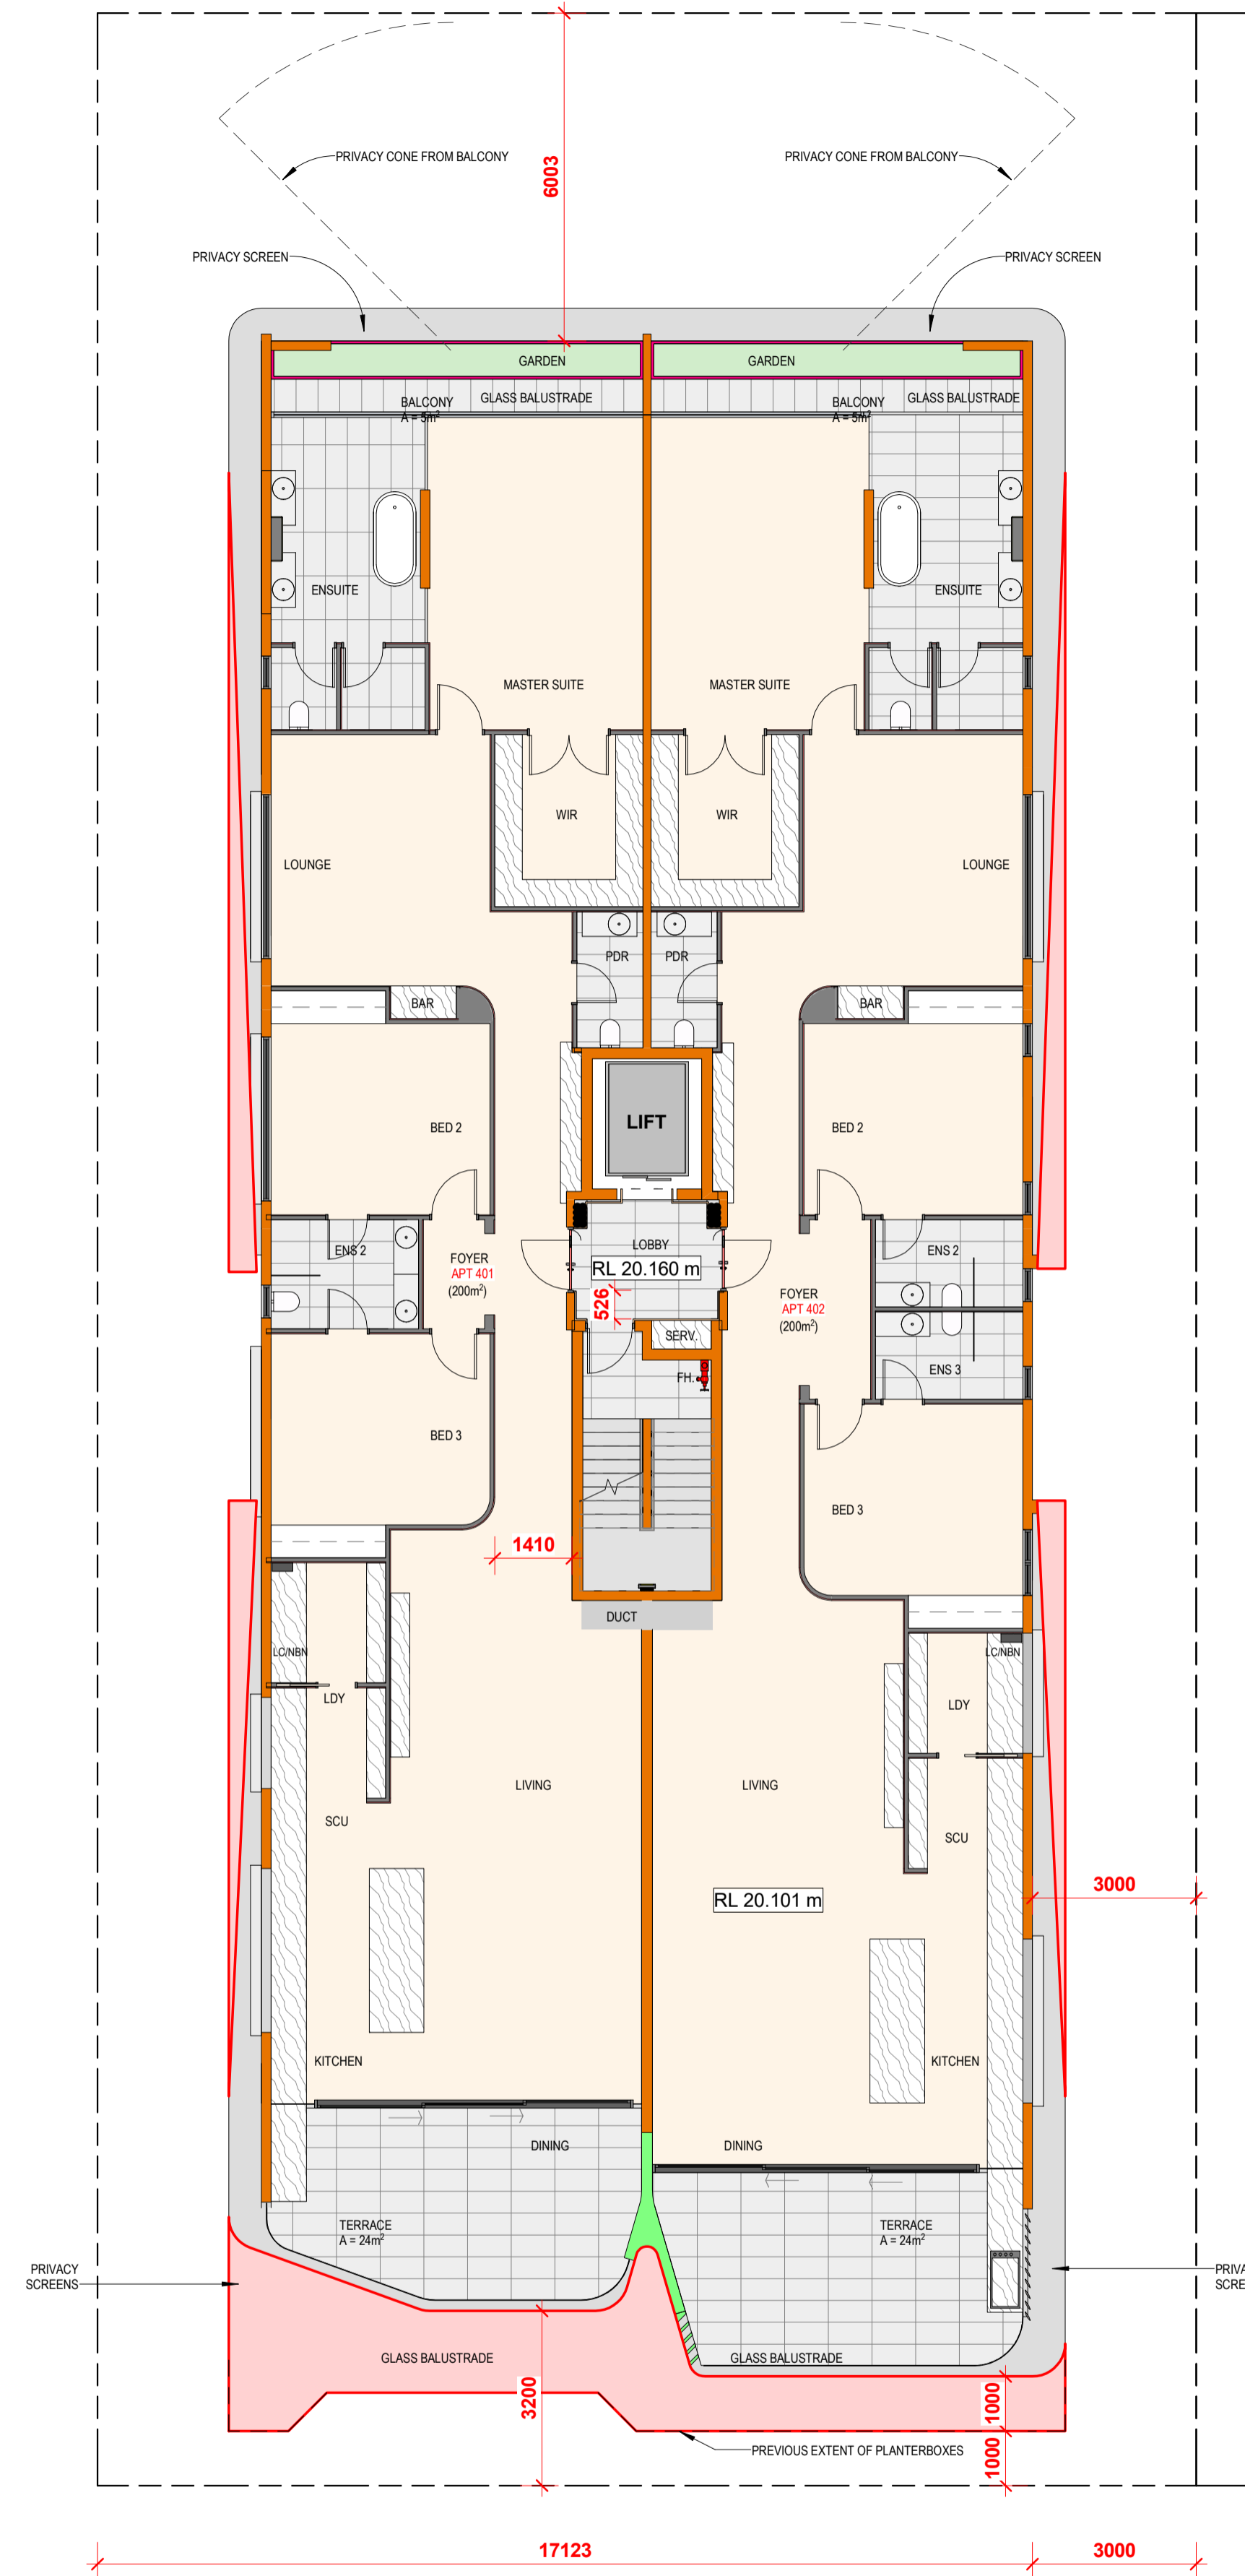 6003
PRIVACY CONE FROM BALCONY
PRIVACY CONE FROM BALCONY
PRIVACY SCREEN
PRIVACY SCREEN
GARDEN
GARDEN
BALCONY
A = 5m²
GLASS BALUSTRADE
BALCONY
A = 5m²
GLASS BALUSTRADE
ENSUITE
ENSUITE
MASTER SUITE
MASTER SUITE
WIR
WIR
LOUNGE
LOUNGE
PDR
PDR
BAR
BAR
LIFT
BED 2
BED 2
LOBBY
RL 20.160 m
526
ENS 2
FOYER
APT 401
(200m²)
ENS 2
FOYER
APT 402
(200m²)
SERV.
FH.
ENS 3
BED 3
BED 3
1410
DUCT
LC/NBN
LC/NBN
LDY
LDY
LIVING
LIVING
SCU
SCU
RL 20.101 m
3000
KITCHEN
KITCHEN
DINING
DINING
TERRACE
A = 24m²
TERRACE
A = 24m²
PRIVACY
SCREENS
PRIVA
SCRE
GLASS BALUSTRADE
GLASS BALUSTRADE
3200
1000
1000
PREVIOUS EXTENT OF PLANTERBOXES
17123
3000